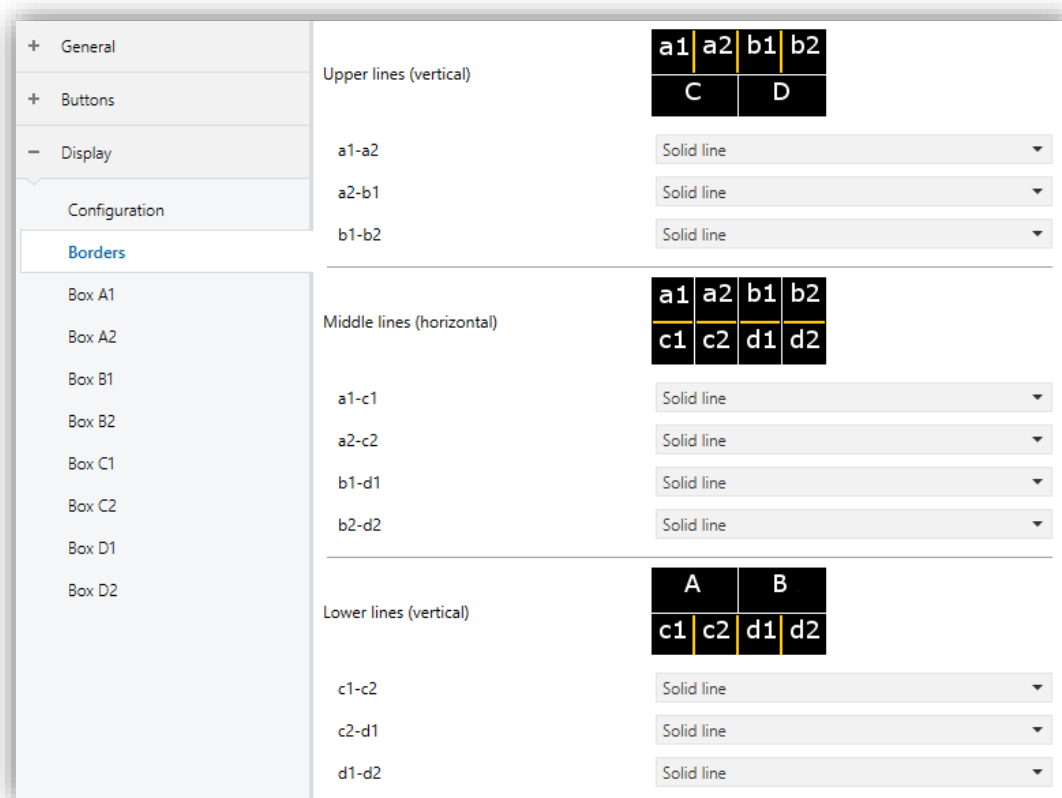 + General
+ Buttons
− Display
Configuration
Borders
Box A1
Box A2
Box B1
Box B2
Box C1
Box C2
Box D1
Box D2
Upper lines (vertical)
a1 a2 b1 b2
C D
a1-a2 Solid line
a2-b1 Solid line
b1-b2 Solid line
Middle lines (horizontal)
a1 a2 b1 b2
c1 c2 d1 d2
a1-c1 Solid line
a2-c2 Solid line
b1-d1 Solid line
b2-d2 Solid line
Lower lines (vertical)
A B
c1 c2 d1 d2
c1-c2 Solid line
c2-d1 Solid line
d1-d2 Solid line